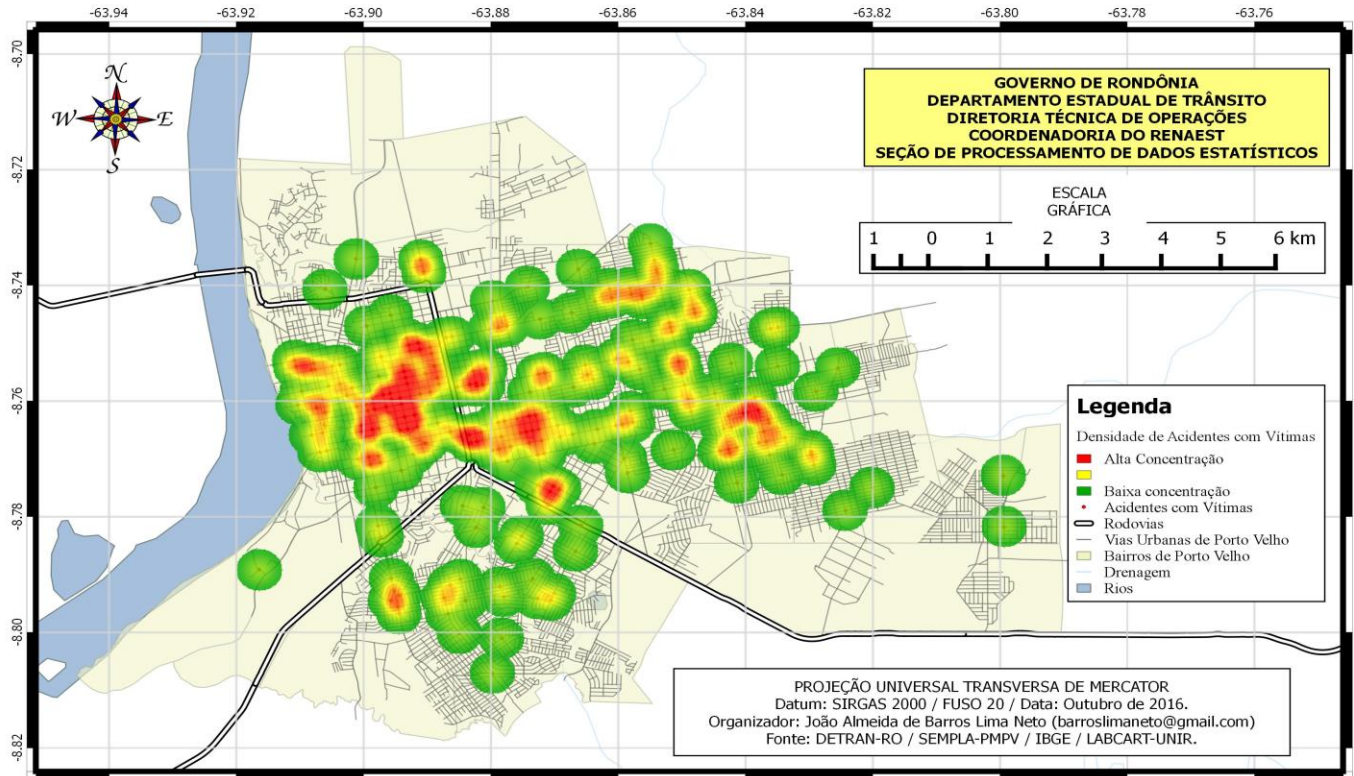 -63.94 -63.92 -63.90 -63.88 -63.86 -63.84 -63.82 -63.80 -63.78 -63.76
-8.70
-8.72
-8.74
-8.76
-8.78
-8.80
-8.82
N
W E
S
GOVERNO DE RONDÔNIA
DEPARTAMENTO ESTADUAL DE TRÂNSITO
DIRETORIA TÉCNICA DE OPERAÇÕES
COORDENADORIA DO RENAEST
SEÇÃO DE PROCESSAMENTO DE DADOS ESTATÍSTICOS
ESCALA
GRÁFICA
1 0 1 2 3 4 5 6 km
Legenda
Densidade de Acidentes com Vítimas
Alta Concentração
Baixa concentração
Acidentes com Vítimas
Rodovias
Vias Urbanas de Porto Velho
Bairros de Porto Velho
Drenagem
Rios
PROJEÇÃO UNIVERSAL TRANSVERSA DE MERCATOR
Datum: SIRGAS 2000 / FUSO 20 / Data: Outubro de 2016.
Organizador: João Almeida de Barros Lima Neto (barroslimaneto@gmail.com)
Fonte: DETRAN-RO / SEMPLA-PMPV / IBGE / LABCART-UNIR.